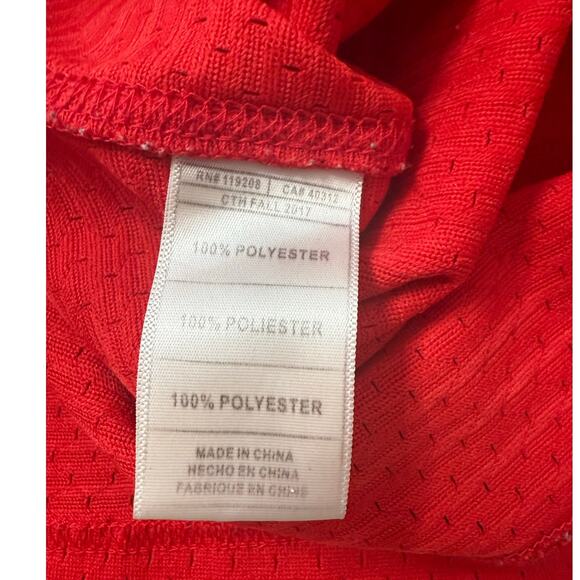 RN# 119208 | CA# 40312
CTH FALL 2017
100% POLYESTER
100% POLIESTER
100% POLYESTER
MADE IN CHINA
HECHO EN CHINA
FABRIQUE EN CHINE